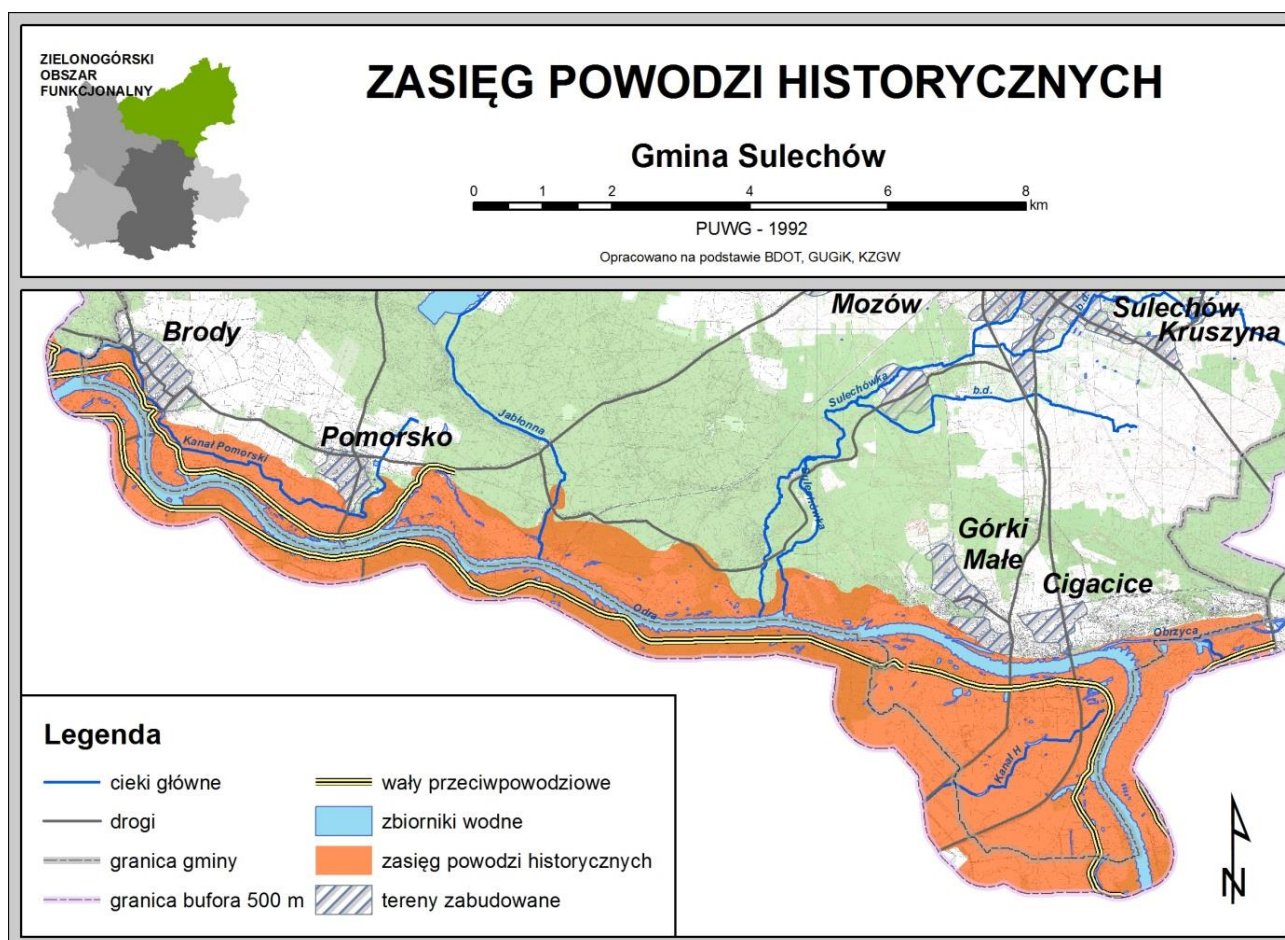 ZIELONOGÓRSKI
OBSZAR
FUNKCJONALNY
ZASIĘG POWODZI HISTORYCZNYCH
Gmina Sulechów
0 1 2 4 6 8
km
PUWG - 1992
Opracowano na podstawie BDOT, GUGiK, KZGW
Mozów
b.d.
Sulechów
Kruszyna
Brody
Sulechówka
b.d.
Jabłonna
Pomorsko
Kanał Pomorski
Sulechówka
Górki
Małe
Cigacice
Odra
Obrzyca
Kanał H
Legenda
cieki główne
wały przeciwpowodziowe
drogi
zbiorniki wodne
granica gminy
zasięg powodzi historycznych
granica bufora 500 m
tereny zabudowane
N